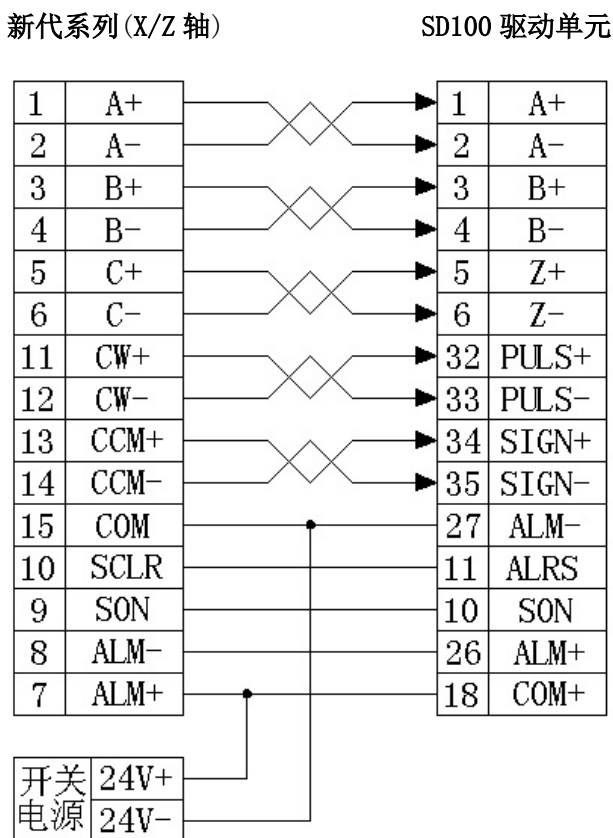 新代系列(X/Z 轴) SD100 驱动单元
1 A+ 1 A+
2 A- 2 A-
3 B+ 3 B+
4 B- 4 B-
5 C+ 5 Z+
6 C- 6 Z-
11 CW+ 32 PULS+
12 CW- 33 PULS-
13 CCM+ 34 SIGN+
14 CCM- 35 SIGN-
15 COM 27 ALM-
10 SCLR 11 ALRS
9 SON 10 SON
8 ALM- 26 ALM+
7 ALM+ 18 COM+
开关 24V+
电源 24V-